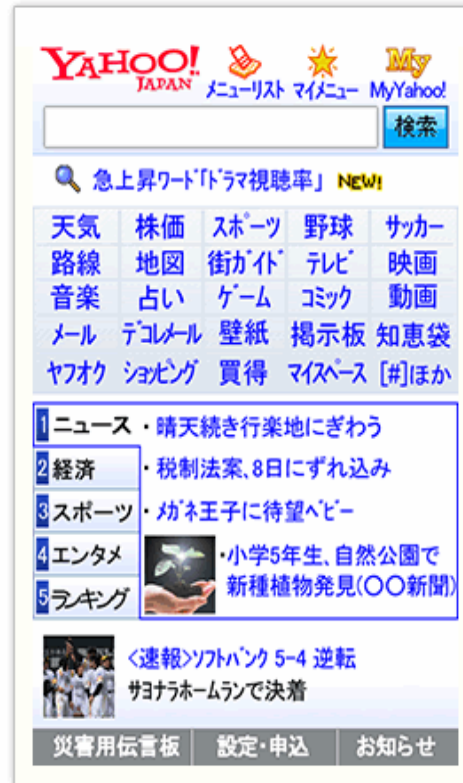 YAHOO!
JAPAN
メニューリスト マイメニュー MyYahoo!
My
検索
急上昇ワード｢ドラマ視聴率」 NEW!
天気 株価 スポーツ 野球 サッカー
路線 地図 街ガイド テレビ 映画
音楽 占い ゲーム コミック 動画
メール デコレメール 壁紙 掲示板 知恵袋
ヤフオク ショッピング 買得 マイスペース [#]ほか
1 ニュース ・晴天続き行楽地にぎわう
2 経済 ・税制法案､8日にずれ込み
3 スポーツ ・メガネ王子に待望ベビー
4 エンタメ ・小学5年生､自然公園で
新種植物発見(〇〇新聞)
5 ランキング
<速報>ソフトバンク 5-4 逆転
サヨナラホームランで決着
災害用伝言板 設定・申込 お知らせ